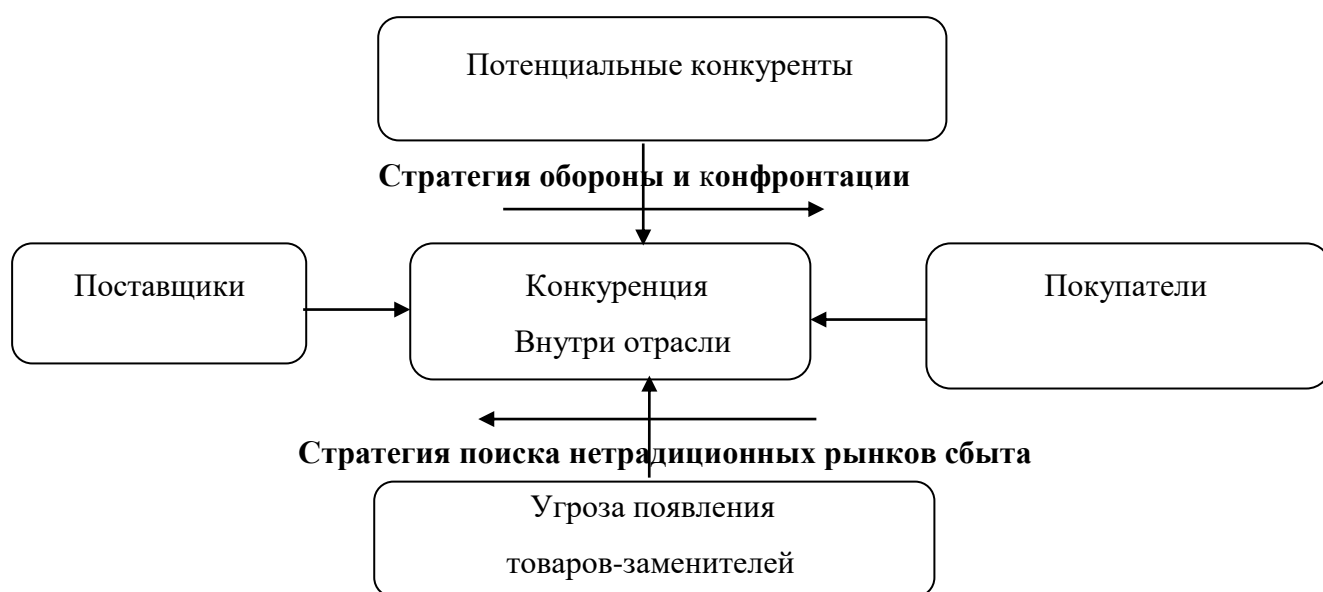 Потенциальные конкуренты
Стратегия обороны и конфронтации
Поставщики
Конкуренция
Внутри отрасли
Покупатели
Стратегия поиска нетрадиционных рынков сбыта
Угроза появления
товаров-заменителей